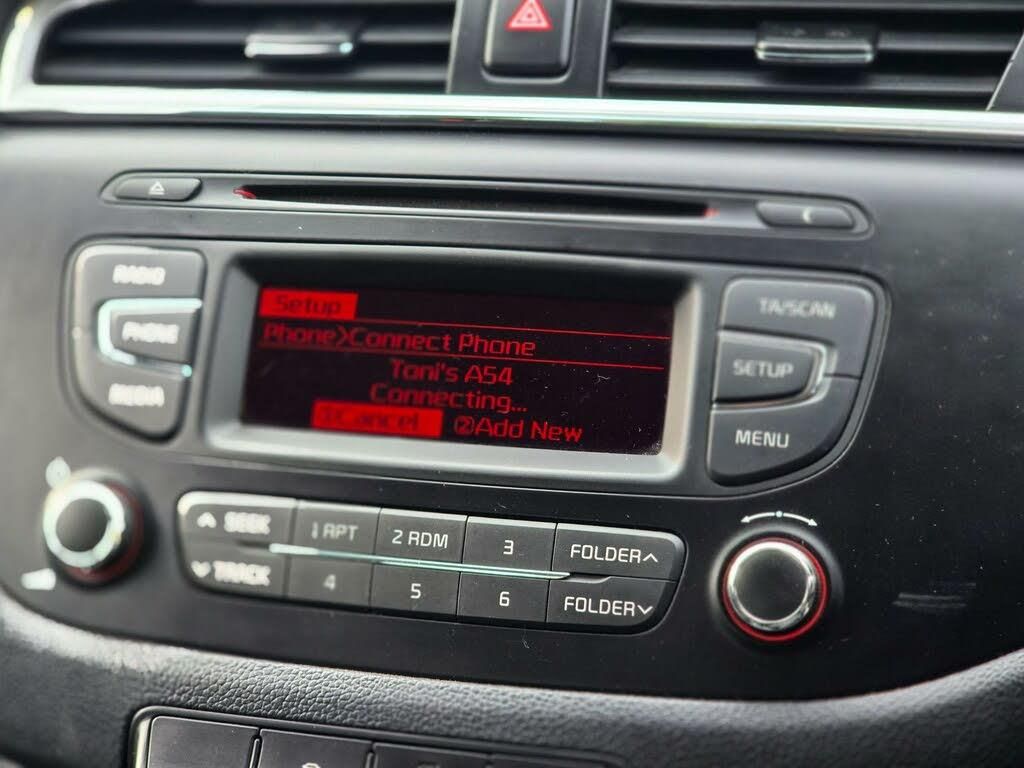 RADIO
PHONE
MEDIA
Setup
Phone>Connect Phone
Toni's A54
Connecting...
①Cancel ②Add New
TA/SCAN
SETUP
MENU
SEEK
TRACK
1 RPT
2 RDM
3
FOLDER
4
5
6
FOLDER